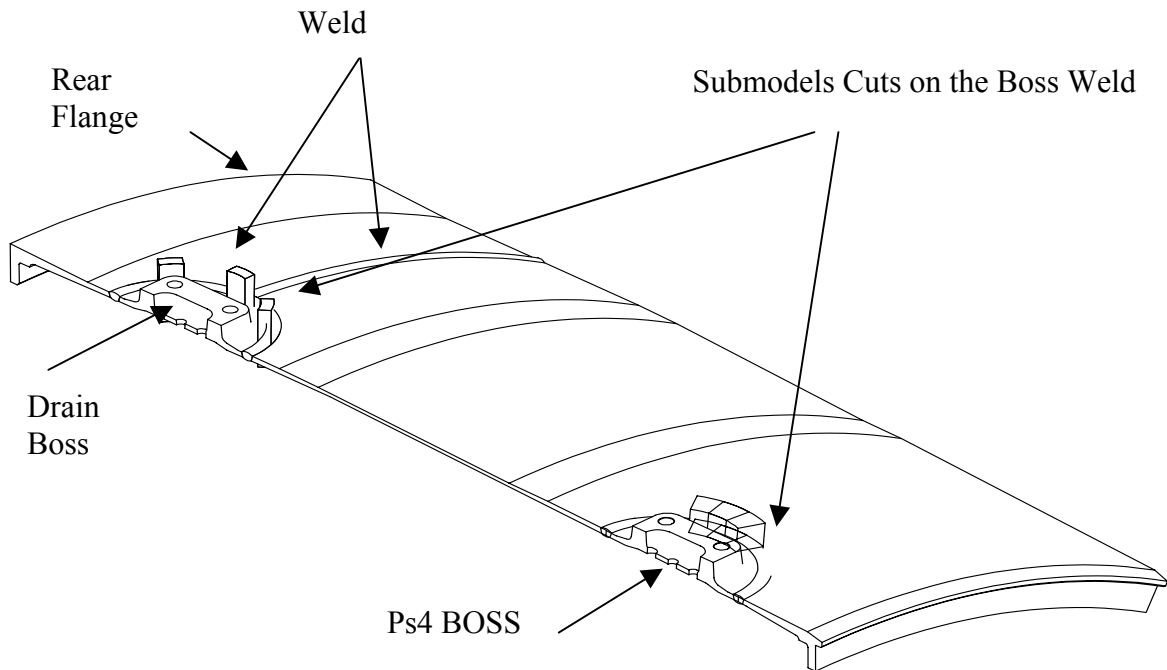 Weld
Rear
Flange
Submodels Cuts on the Boss Weld
Drain
Boss
Ps4 BOSS